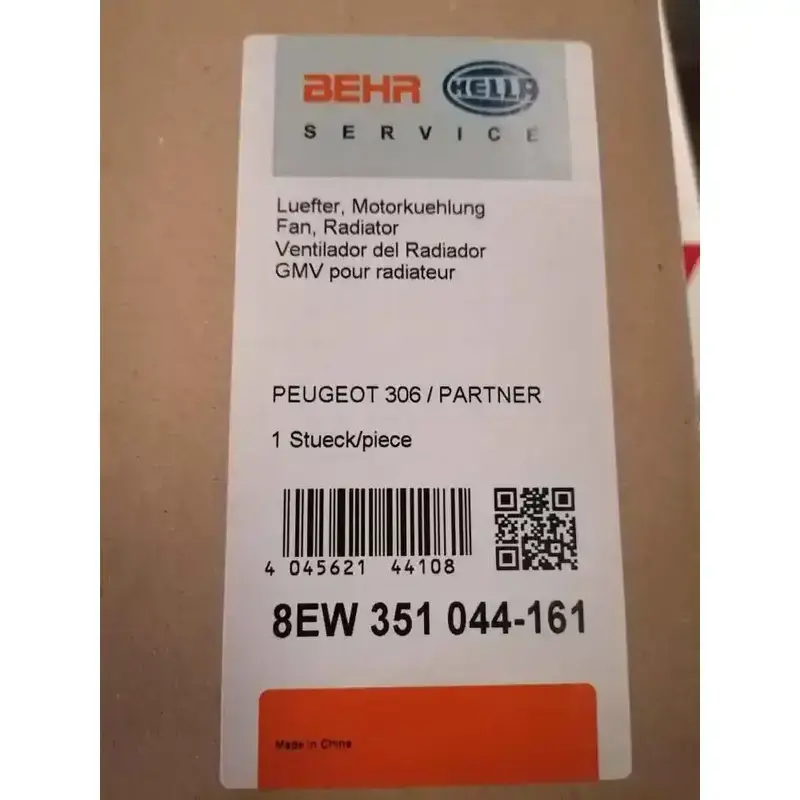 BEHR HELLA
SERVICE
Luefter, Motorkuehlung
Fan, Radiator
Ventilador del Radiador
GMV pour radiateur
PEUGEOT 306 / PARTNER
1 Stueck/piece
4 045621 44108
8EW 351 044-161
Made in China